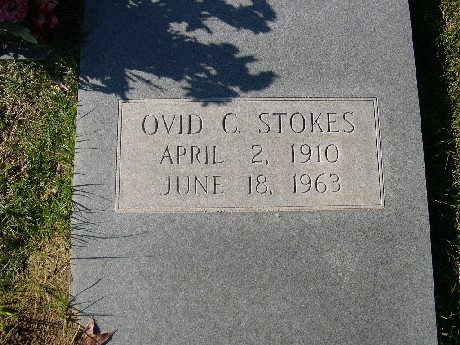 OVID C. STOKES
APRIL 2, 1910
JUNE 18, 1963